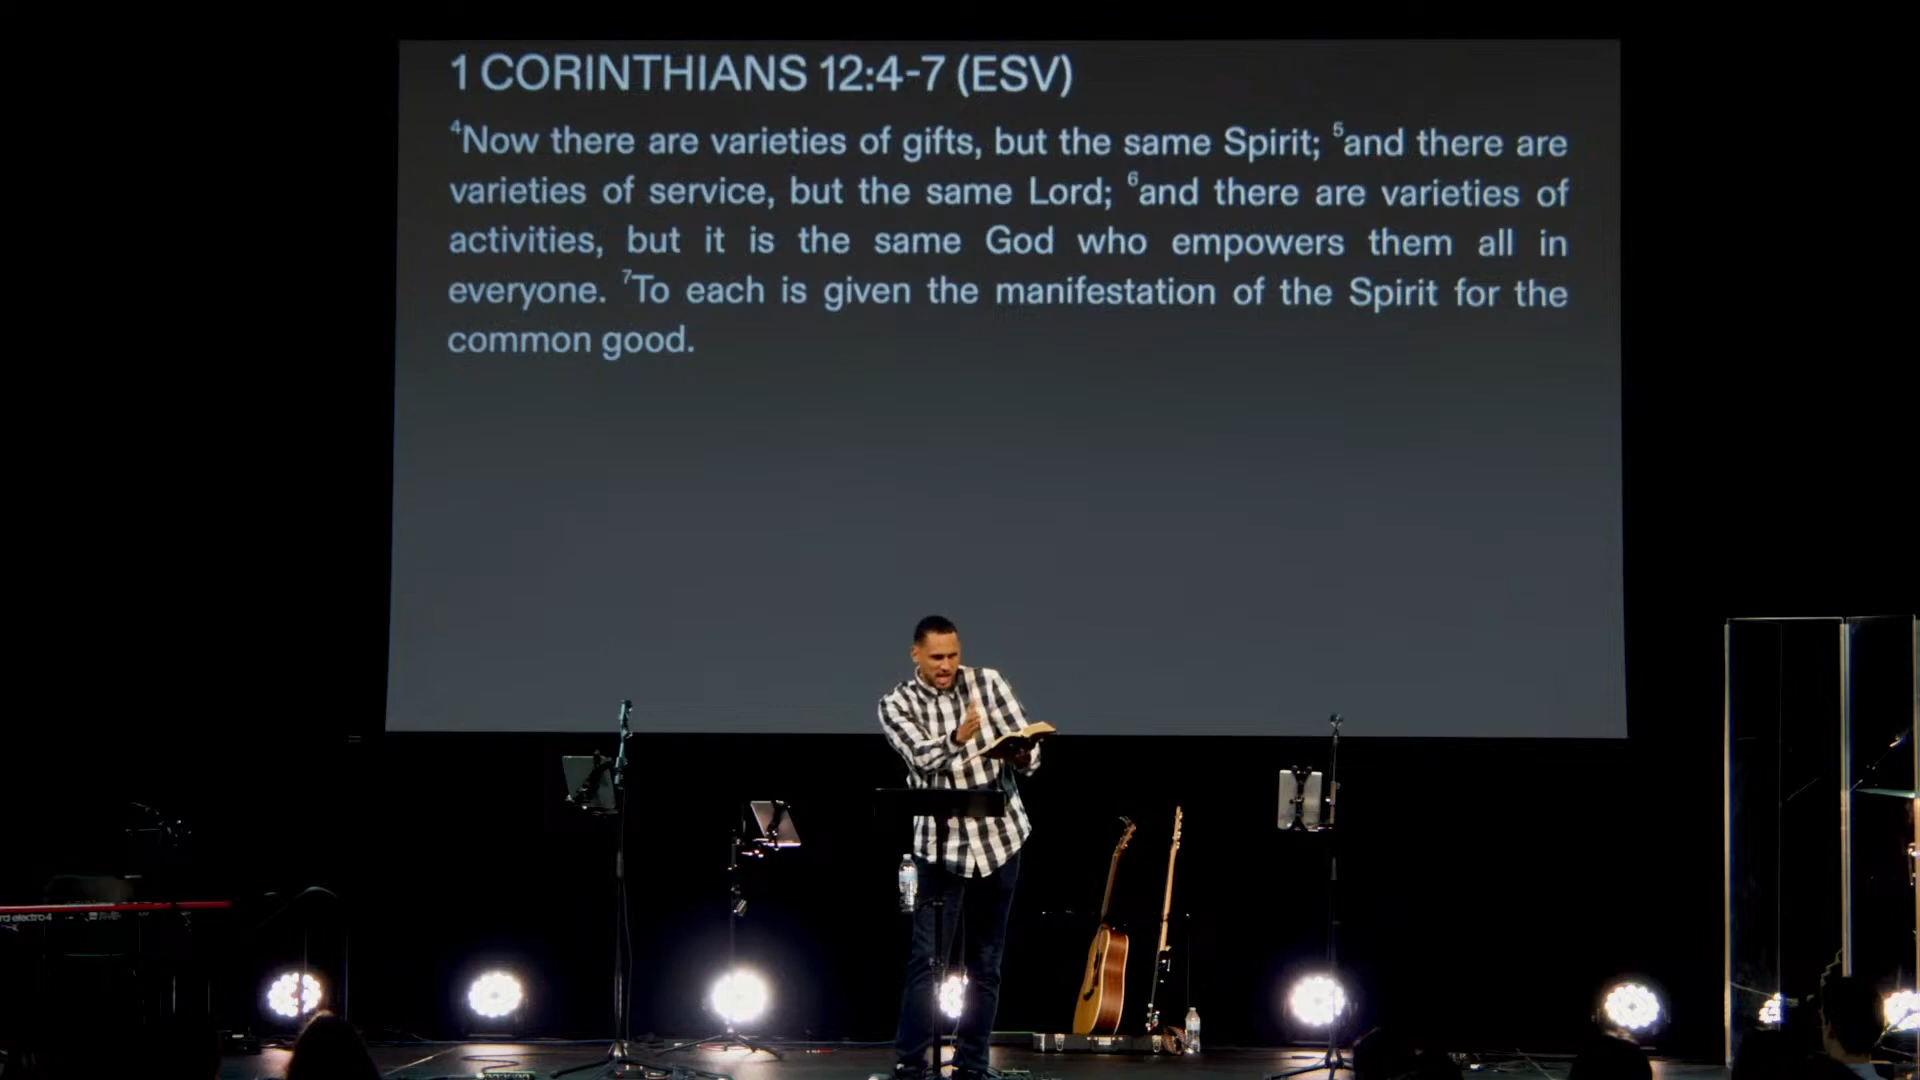 1 CORINTHIANS 12:4-7 (ESV)
⁴Now there are varieties of gifts, but the same Spirit; ⁵and there are
varieties of service, but the same Lord; ⁶and there are varieties of
activities, but it is the same God who empowers them all in
everyone. ⁷To each is given the manifestation of the Spirit for the
common good.
electro 4